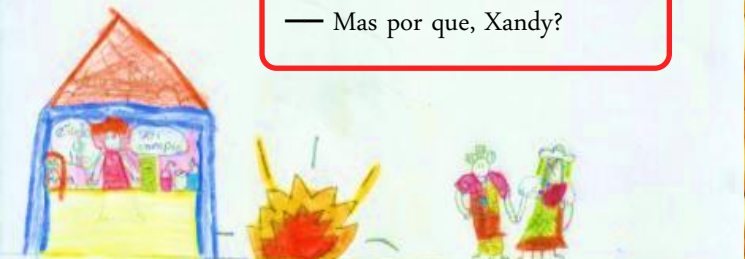 — Mas por que, Xandy?